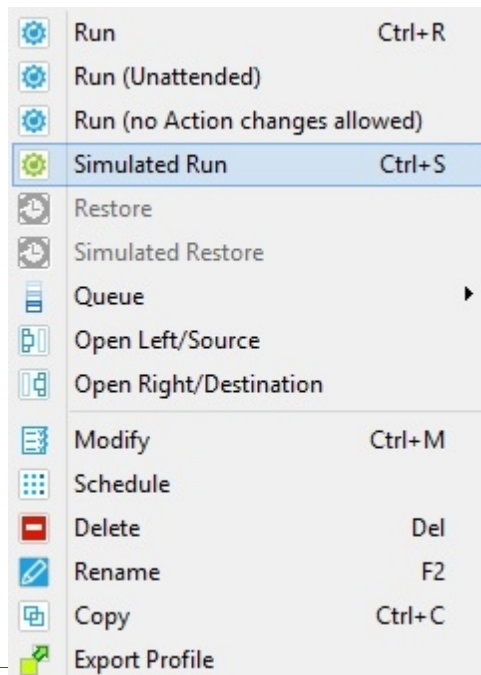 Run Ctrl+R
Run (Unattended)
Run (no Action changes allowed)
Simulated Run Ctrl+S
Restore
Simulated Restore
Queue
Open Left/Source
Open Right/Destination
Modify Ctrl+M
Schedule
Delete Del
Rename F2
Copy Ctrl+C
Export Profile